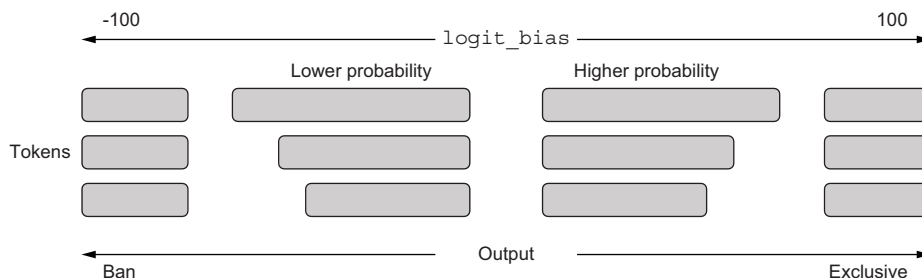 -100 100
logit_bias
Lower probability Higher probability
Tokens
Output
Ban Exclusive